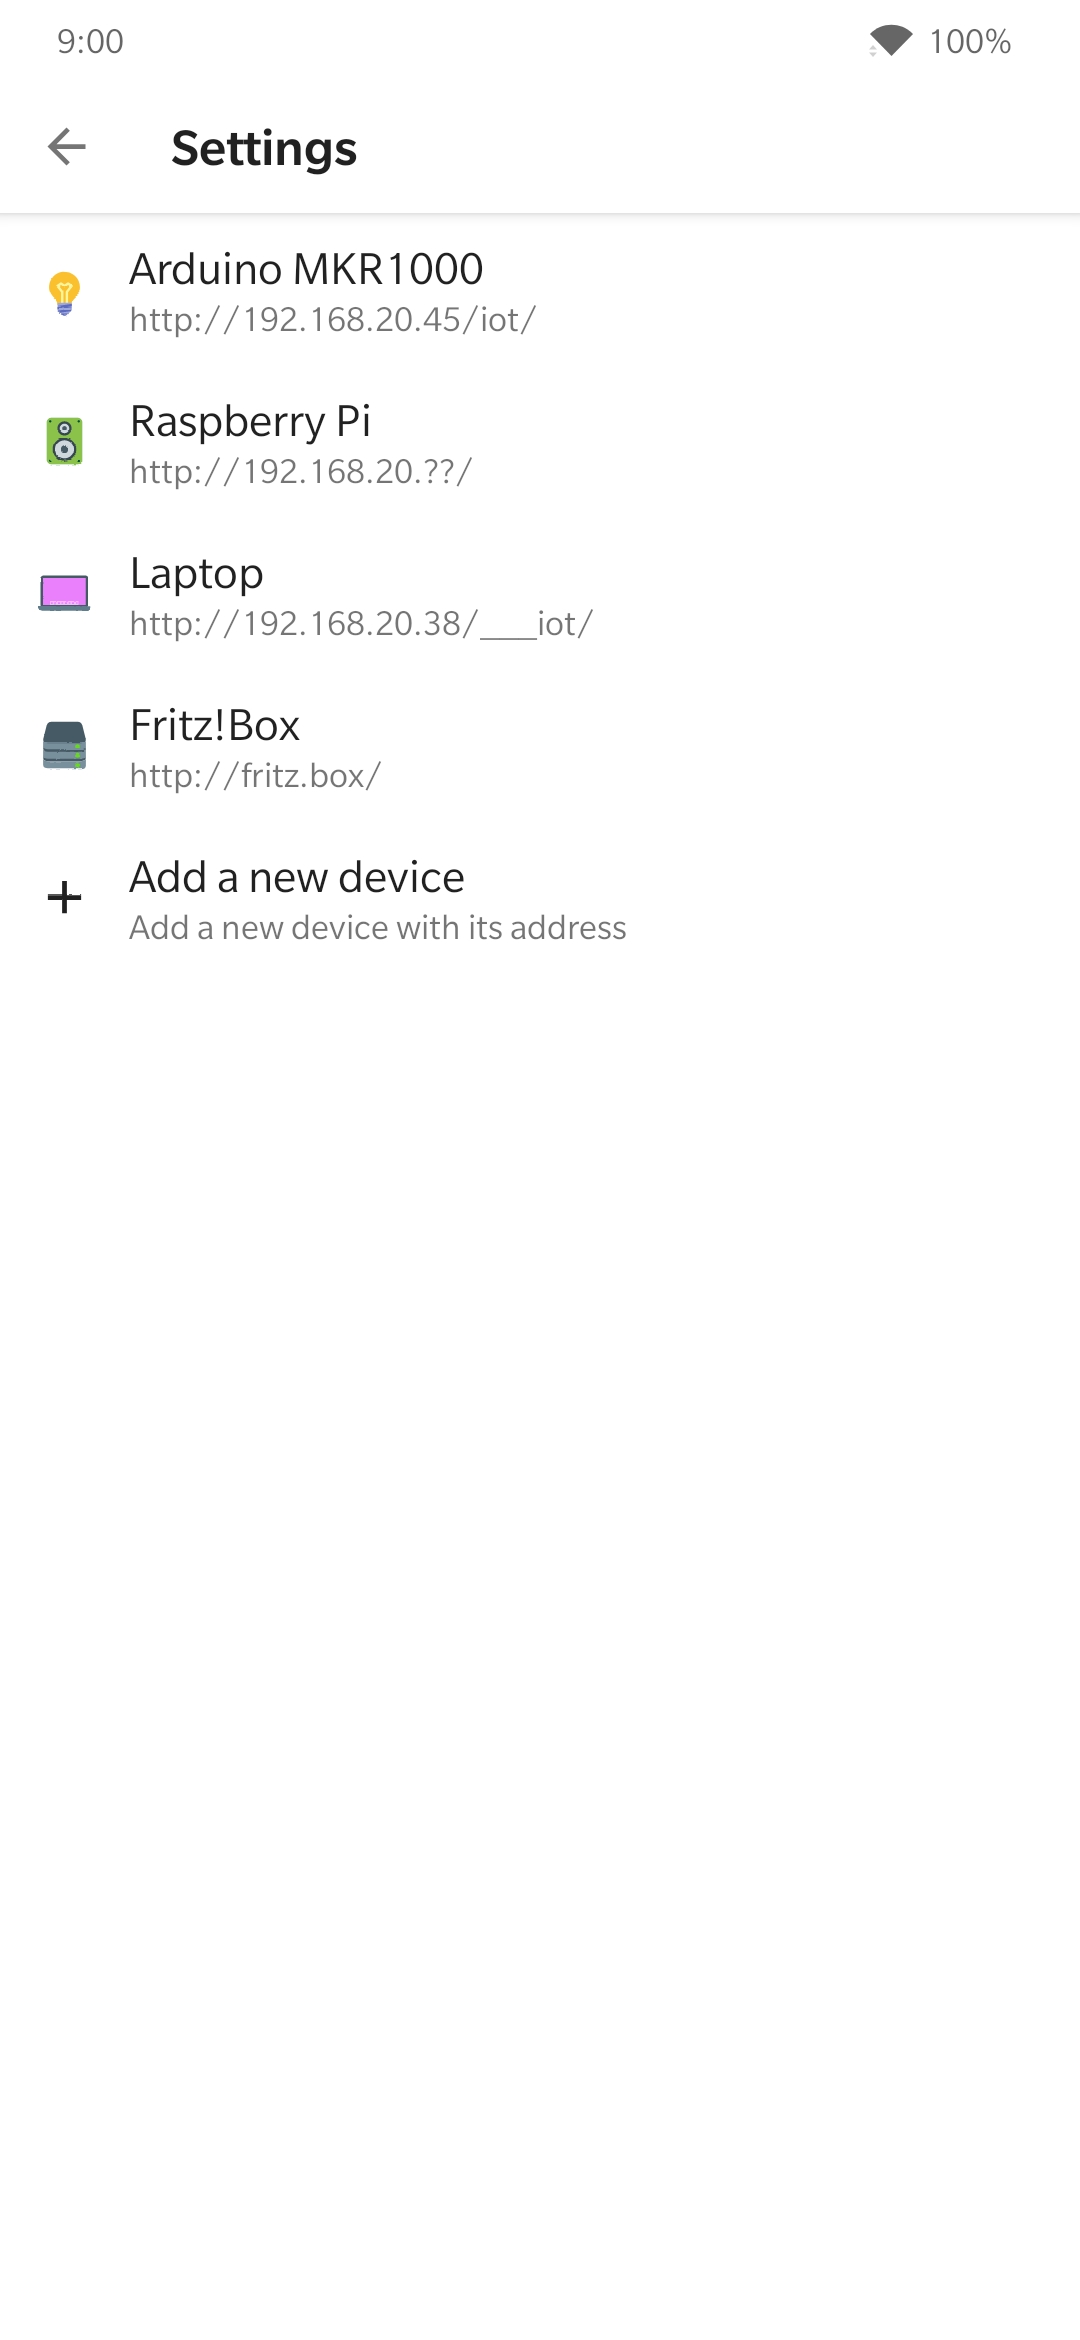 9:00 100%
Settings
Arduino MKR1000
http://192.168.20.45/iot/
Raspberry Pi
http://192.168.20.??/
Laptop
http://192.168.20.38/___iot/
Fritz!Box
http://fritz.box/
Add a new device
Add a new device with its address